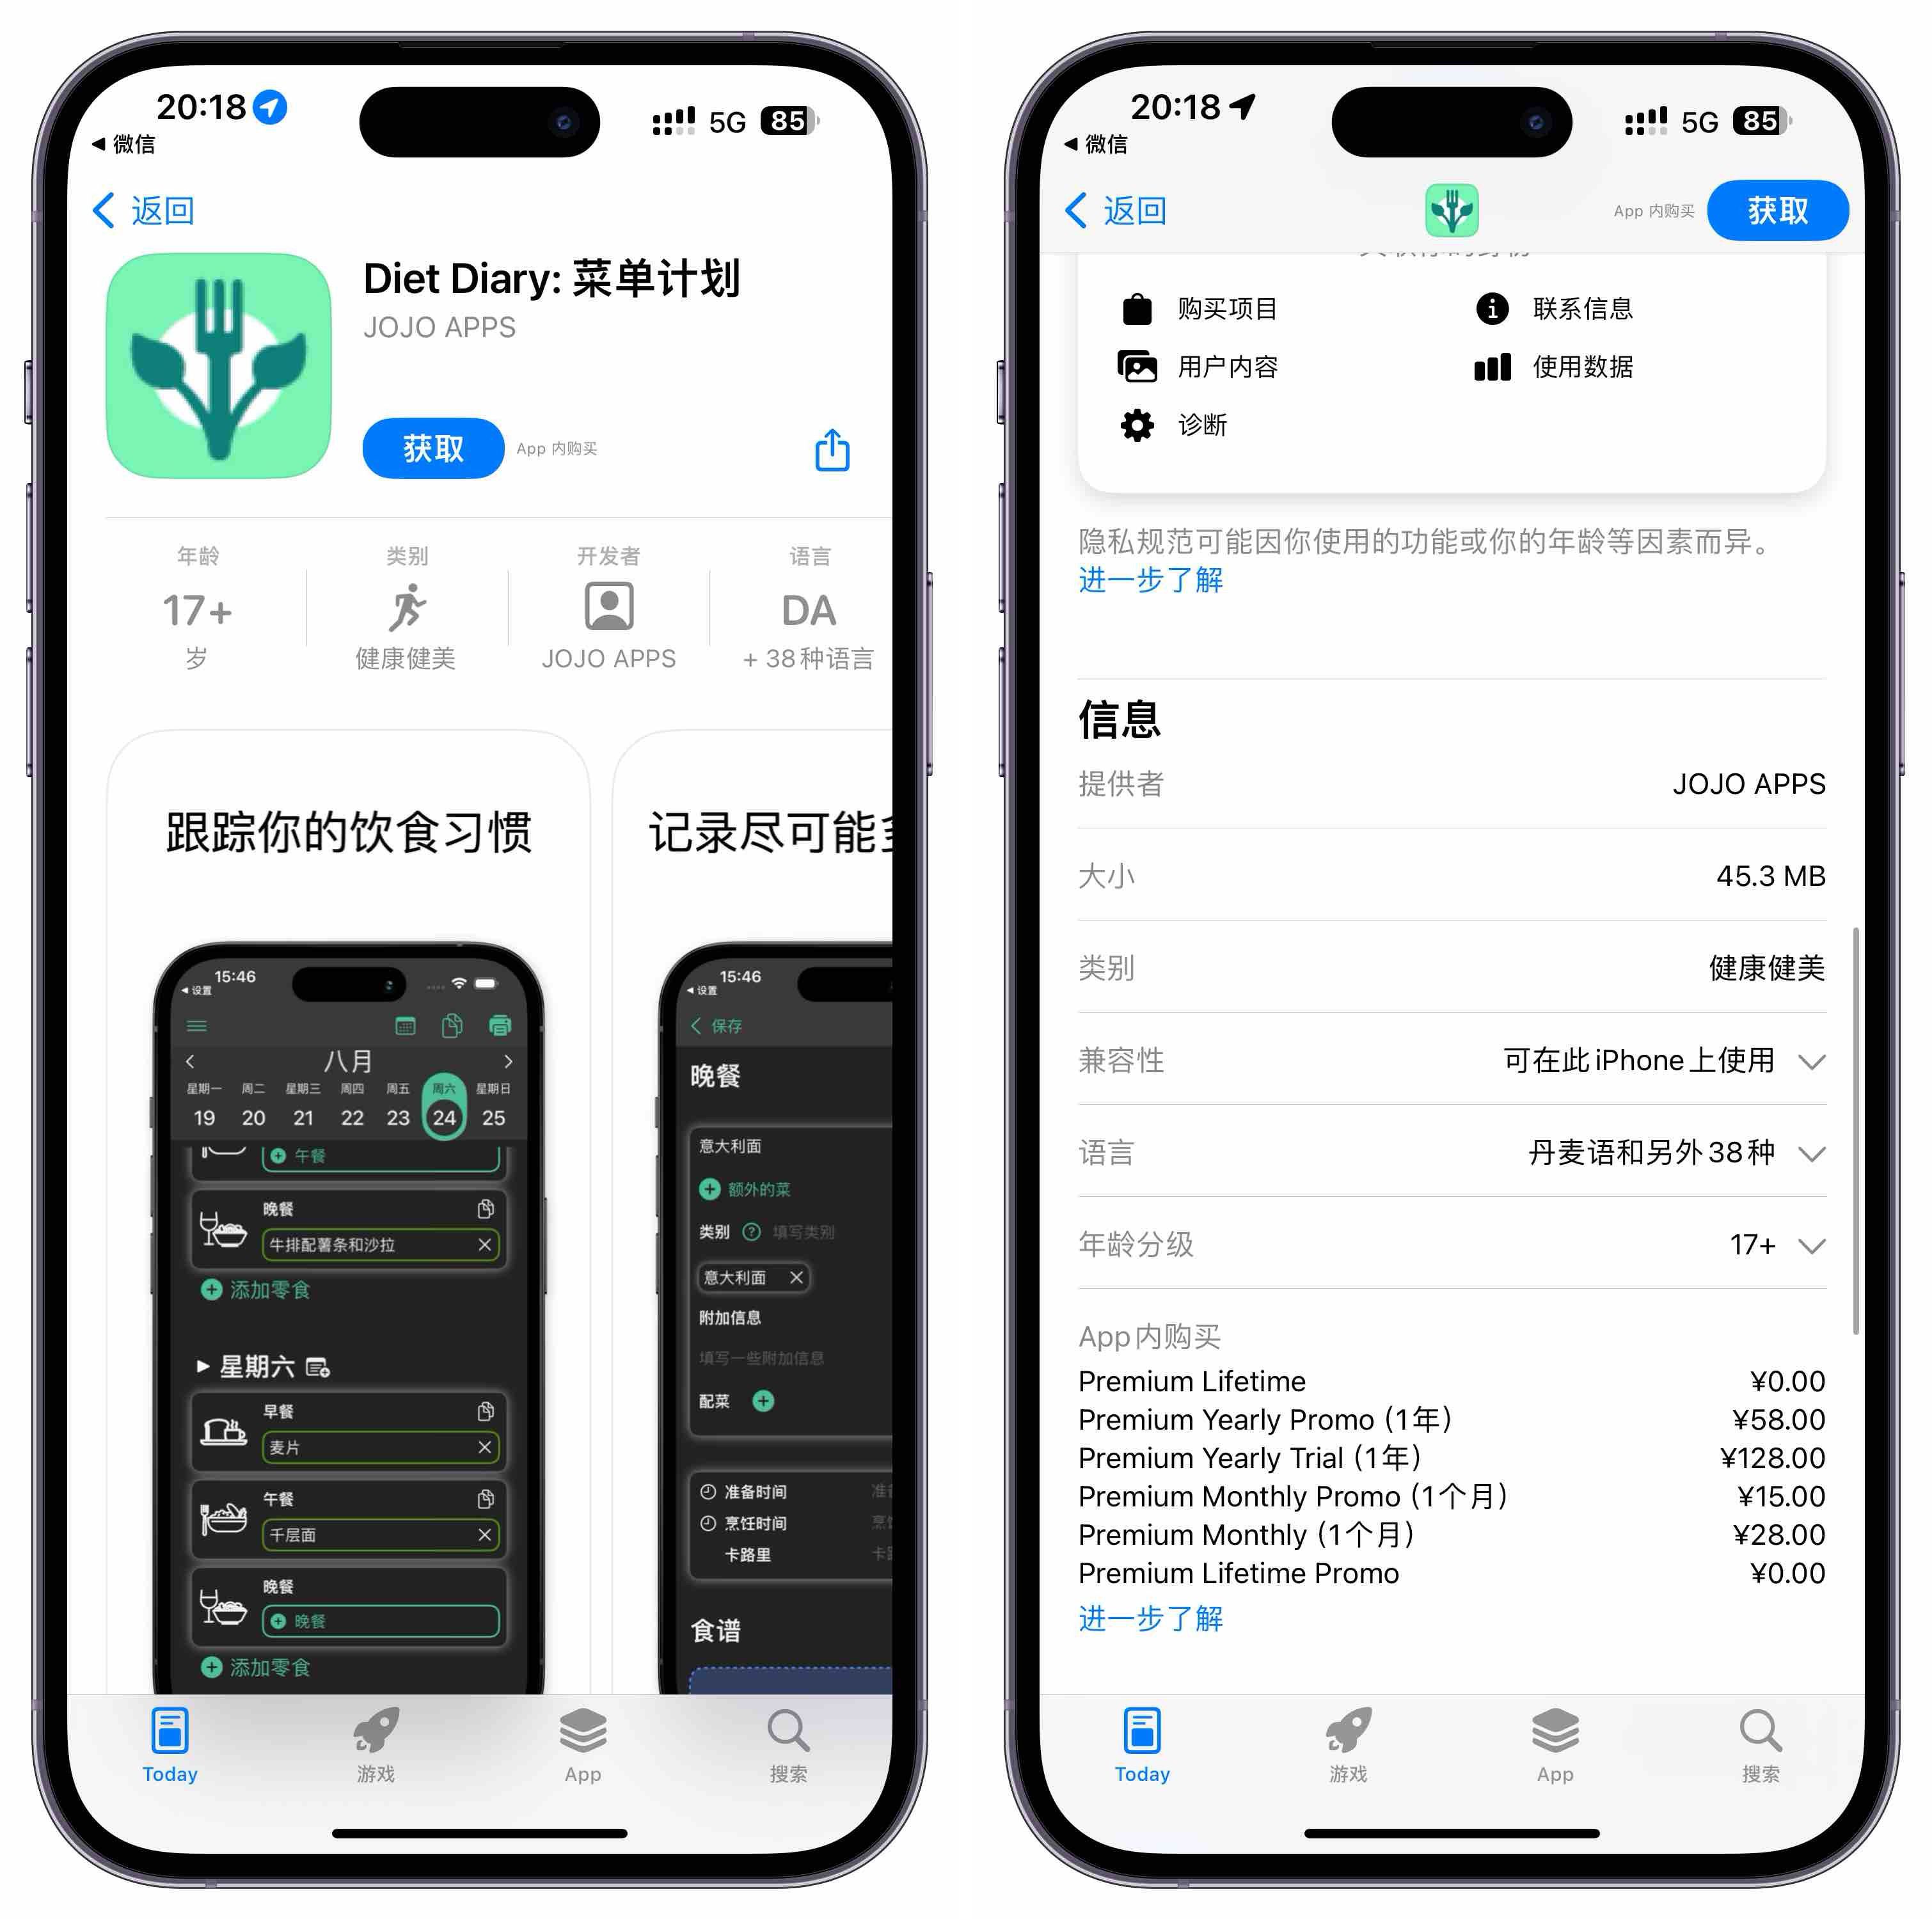 20:18
5G
85
微信
返回
Diet Diary: 菜单计划
JOJO APPS
获取
App 内购买
年龄
类别
开发者
语言
17+
DA
岁
健康健美
JOJO APPS
+ 38种语言
跟踪你的饮食习惯
15:46
设置
八月
星期一
周二
星期三
周四
周五
周六
星期日
19
20
21
22
23
24
25
午餐
晚餐
牛排配薯条和沙拉
添加零食
星期六
早餐
麦片
午餐
千层面
晚餐
晚餐
添加零食
记录尽可能
15:46
设置
保存
晚餐
意大利面
额外的菜
类别
填写类别
意大利面
附加信息
填写一些附加信息
配菜
准备时间
烹饪时间
卡路里
食谱
Today
游戏
App
搜索
20:18
5G
85
微信
返回
App 内购买
获取
购买项目
联系信息
用户内容
使用数据
诊断
隐私规范可能因你使用的功能或你的年龄等因素而异。
进一步了解
信息
提供者
JOJO APPS
大小
45.3 MB
类别
健康健美
兼容性
可在此iPhone上使用
语言
丹麦语和另外38种
年龄分级
17+
App内购买
Premium Lifetime ¥0.00
Premium Yearly Promo (1年) ¥58.00
Premium Yearly Trial (1年) ¥128.00
Premium Monthly Promo (1个月) ¥15.00
Premium Monthly (1个月) ¥28.00
Premium Lifetime Promo ¥0.00
进一步了解
Today
游戏
App
搜索